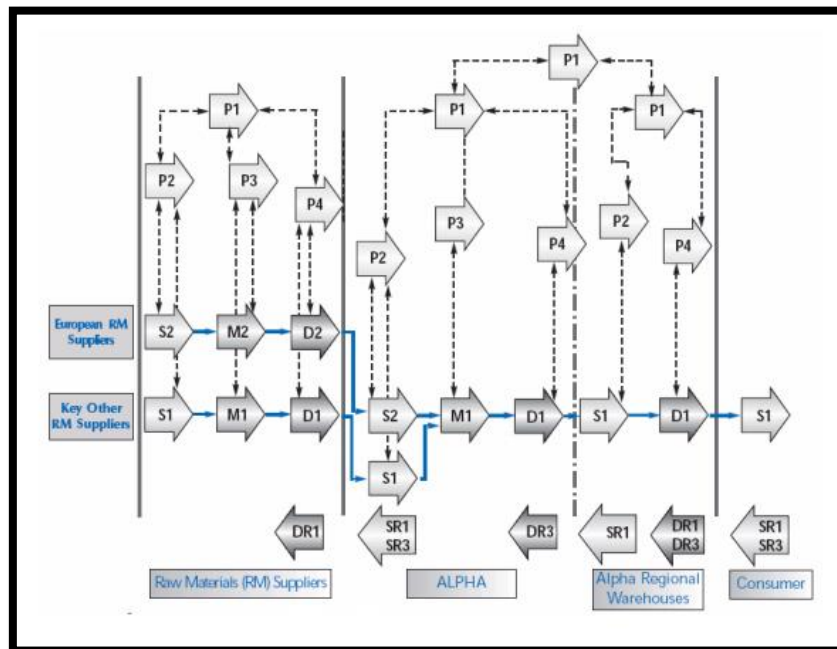 P1
P1
P1
P1
P2
P3
P4
P3
P2
P4
P2
P4
European RM
Suppliers
S2
M2
D2
Key Other
RM Suppliers
S1
M1
D1
S2
M1
D1
S1
D1
S1
S1
DR1
SR1
SR3
DR3
SR1
DR1
DR3
SR1
SR3
Raw Materials (RM) Suppliers
ALPHA
Alpha Regional
Warehouses
Consumer